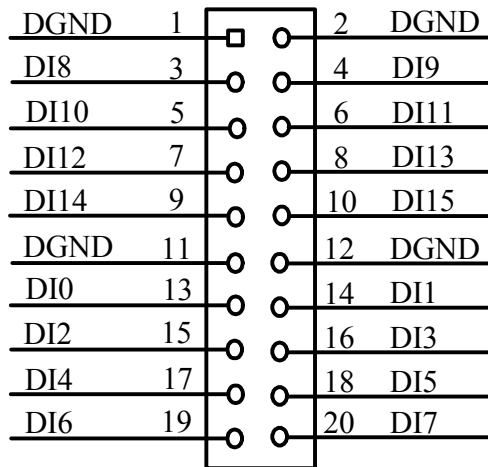 DGND 1 2 DGND
DI8 3 4 DI9
DI10 5 6 DI11
DI12 7 8 DI13
DI14 9 10 DI15
DGND 11 12 DGND
DI0 13 14 DI1
DI2 15 16 DI3
DI4 17 18 DI5
DI6 19 20 DI7